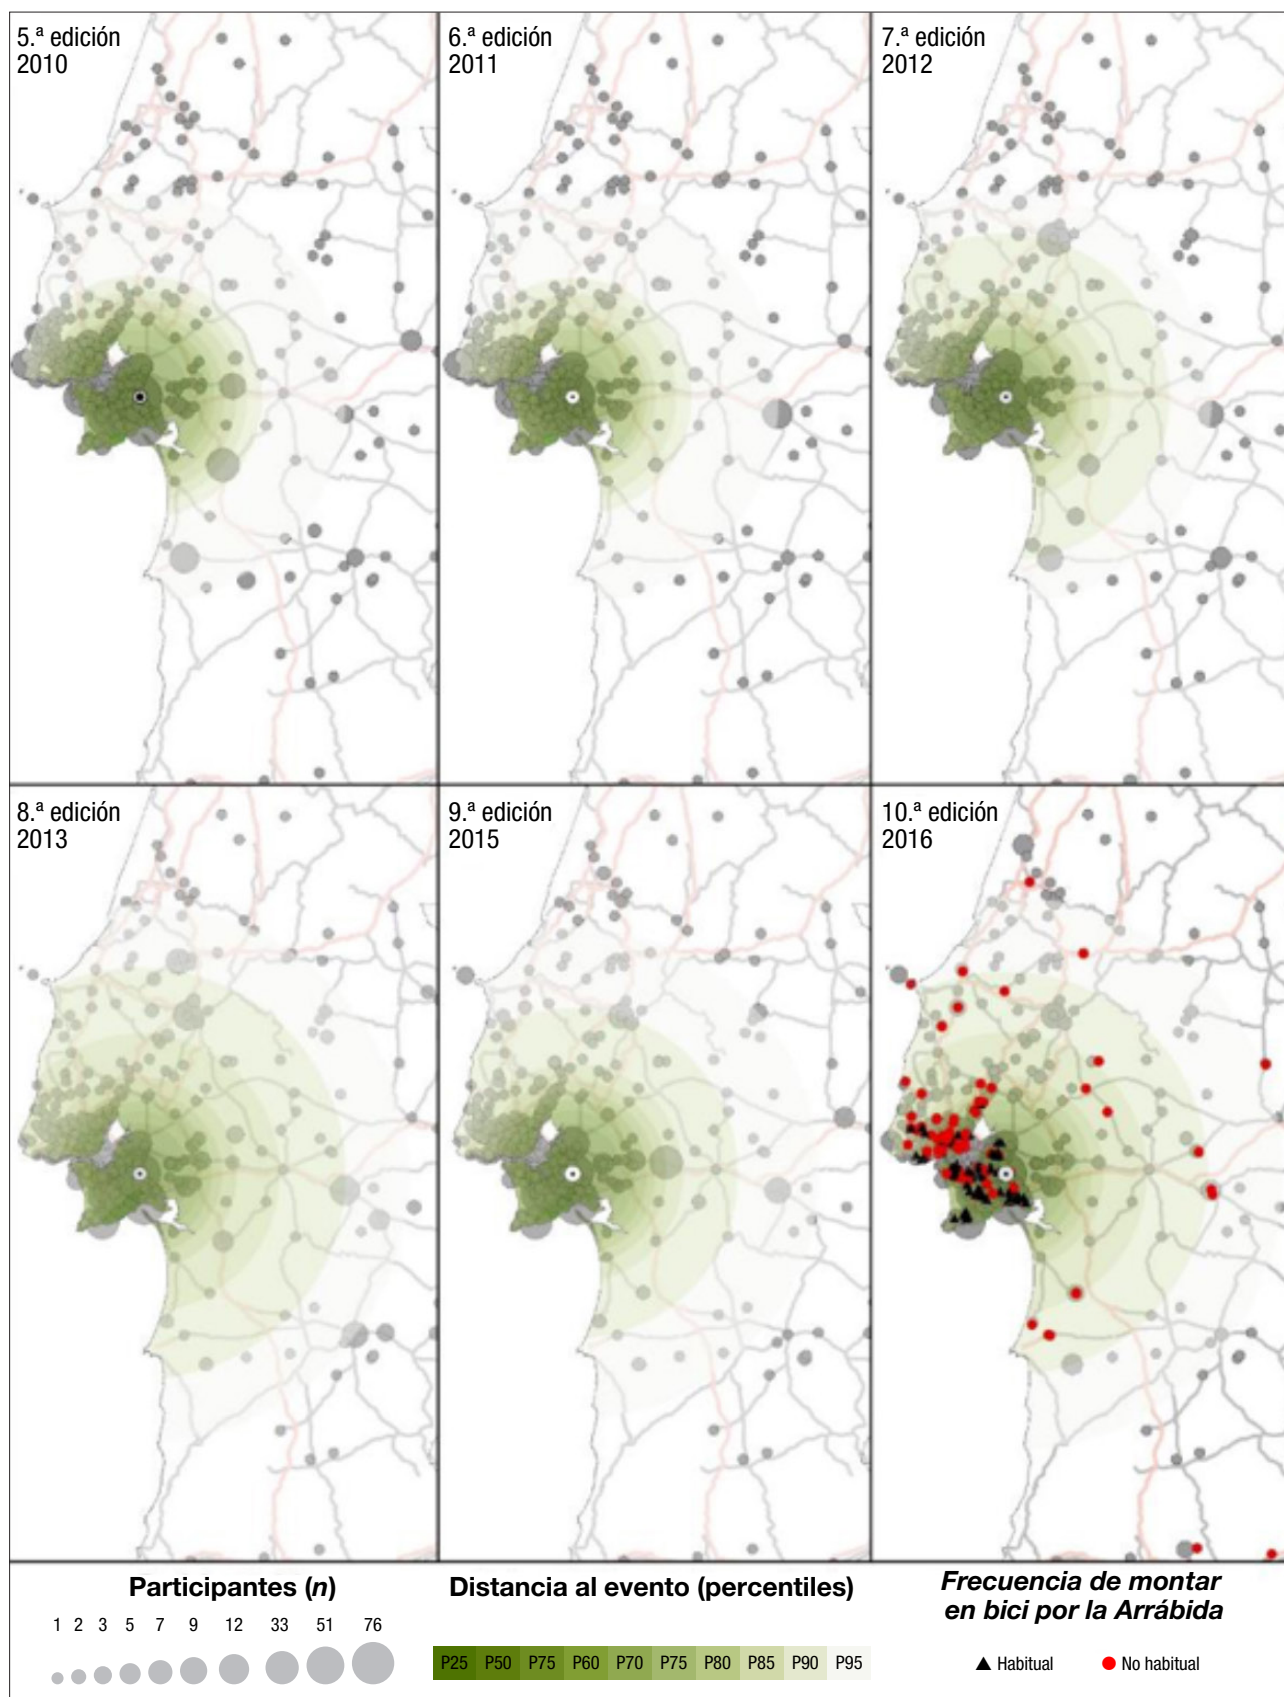 5.ª edición
2010
6.ª edición
2011
7.ª edición
2012
8.ª edición
2013
9.ª edición
2015
10.ª edición
2016
Participantes (n)
1 2 3 5 7 9 12 33 51 76
Distancia al evento (percentiles)
P25 P50 P75 P60 P70 P75 P80 P85 P90 P95
Frecuencia de montar
en bici por la Arrábida
Habitual
No habitual